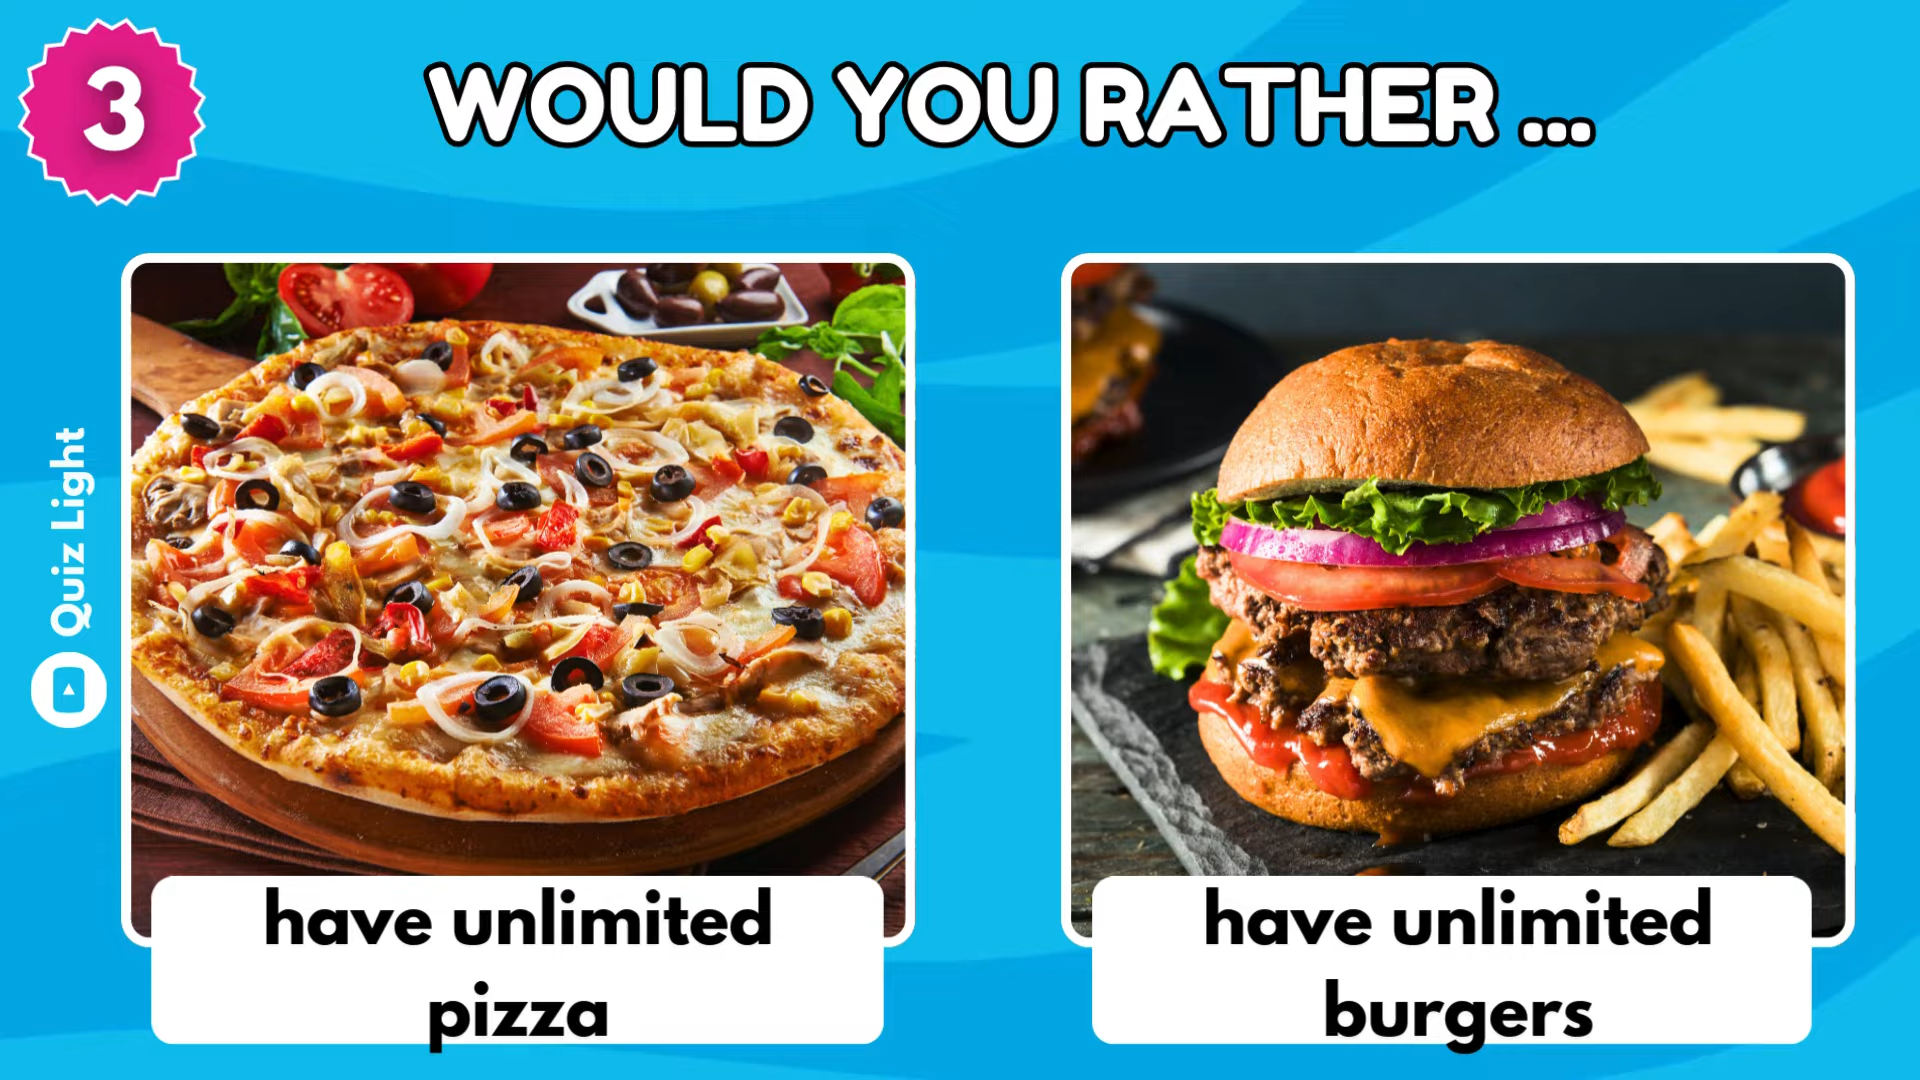 3
WOULD YOU RATHER ...
Quiz Light
have unlimited
pizza
have unlimited
burgers